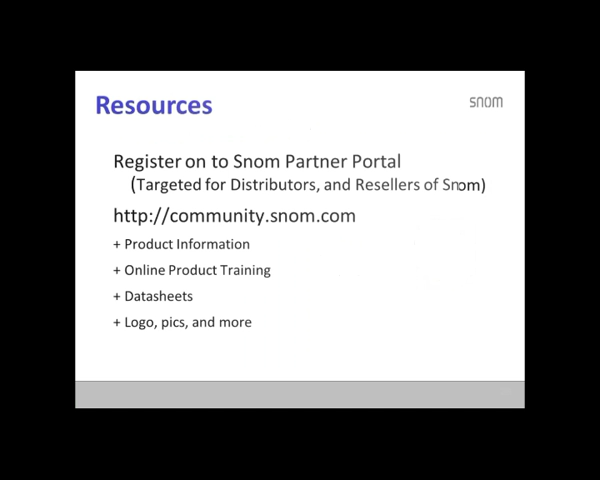 Resources
snom
Register on to Snom Partner Portal
(Targeted for Distributors, and Resellers of Snom)
http://community.snom.com
+ Product Information
+ Online Product Training
+ Datasheets
+ Logo, pics, and more